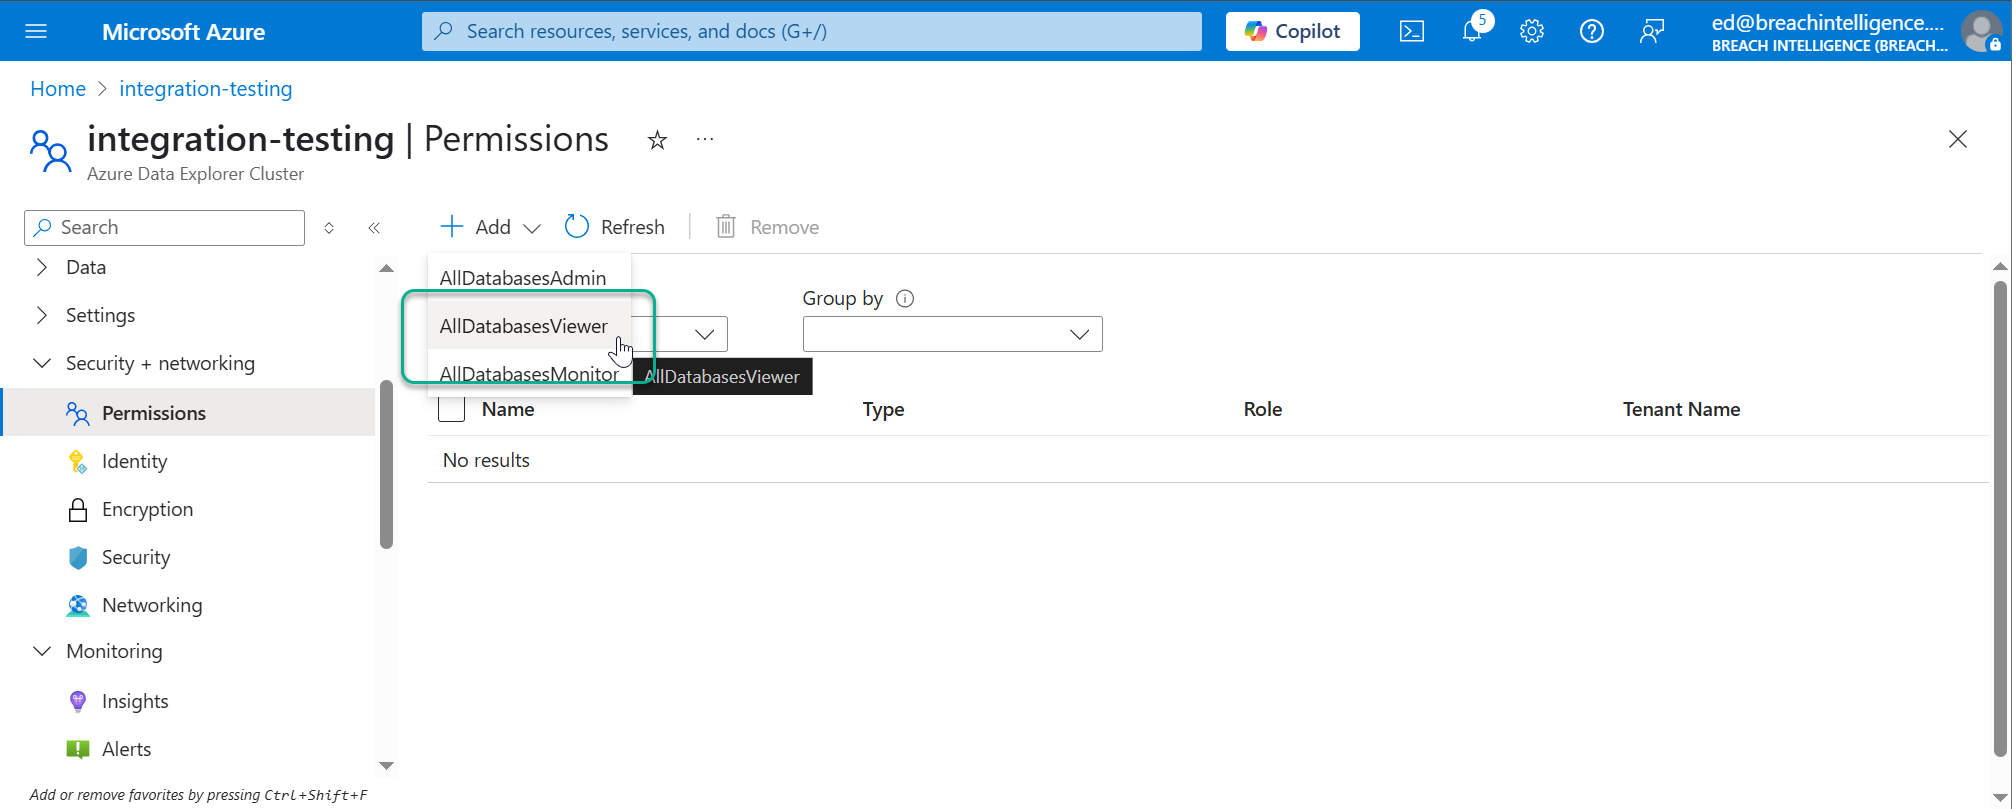 Microsoft Azure
Search resources, services, and docs (G+/)
Copilot
5
ed@breachintelligence....
BREACH INTELLIGENCE (BREACH...
Home > integration-testing
integration-testing | Permissions
...
Azure Data Explorer Cluster
Search
Add
Refresh
Remove
Data
Settings
Security + networking
Permissions
Identity
Encryption
Security
Networking
Monitoring
Insights
Alerts
Add or remove favorites by pressing Ctrl+Shift+F
AllDatabasesAdmin
AllDatabasesViewer
AllDatabasesMonitor
AllDatabasesViewer
Group by
Name Type Role Tenant Name
No results